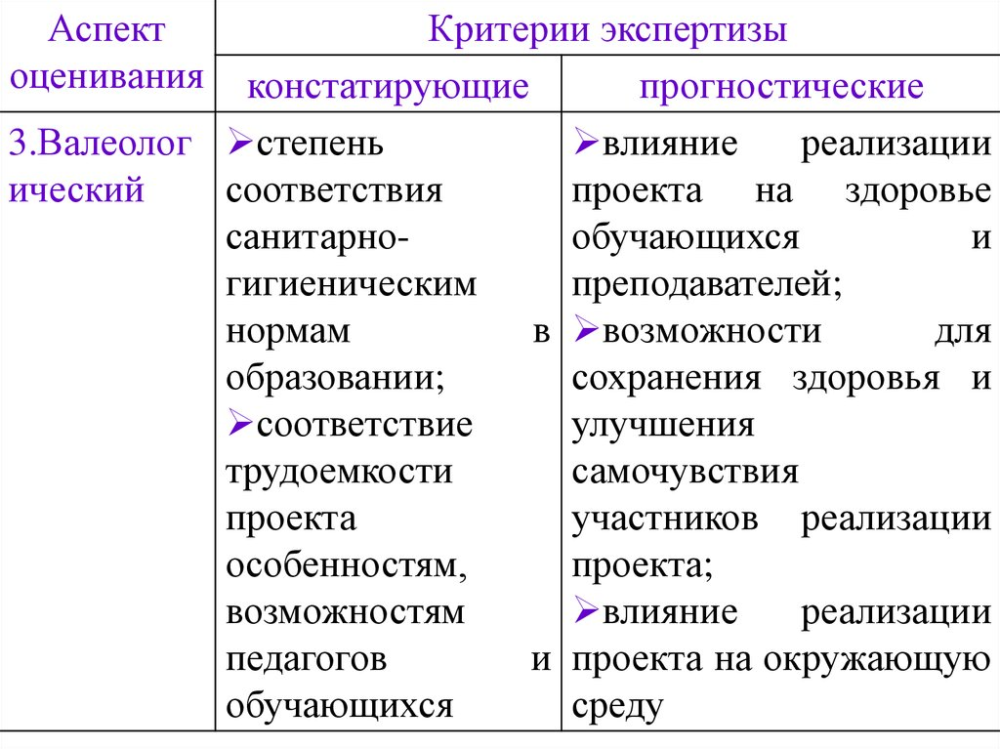 Аспект оценивания
Критерии экспертизы
констатирующие
прогностические
3.Валеолог
ический
➢степень
соответствия
санитарно-
гигиеническим
нормам в
образовании;
➢соответствие
трудоемкости
проекта
особенностям,
возможностям
педагогов и
обучающихся
➢влияние реализации
проекта на здоровье
обучающихся и
преподавателей;
➢возможности для
сохранения здоровья и
улучшения
самочувствия
участников реализации
проекта;
➢влияние реализации
проекта на окружающую
среду